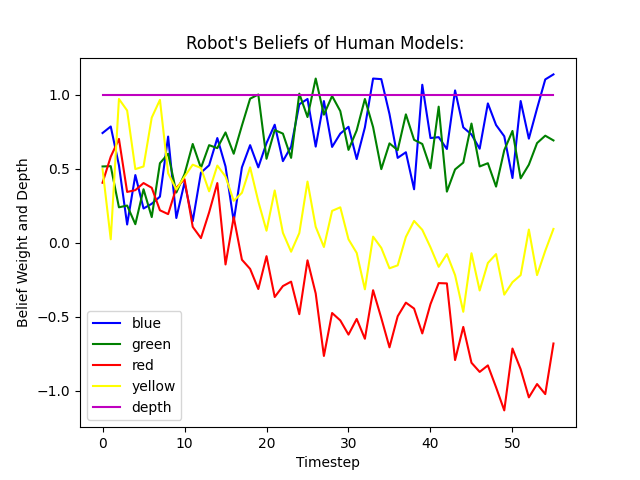 Robot's Beliefs of Human Models:
Belief Weight and Depth
1.0
0.5
0.0
−0.5
−1.0
blue
green
red
yellow
depth
0 10 20 30 40 50
Timestep